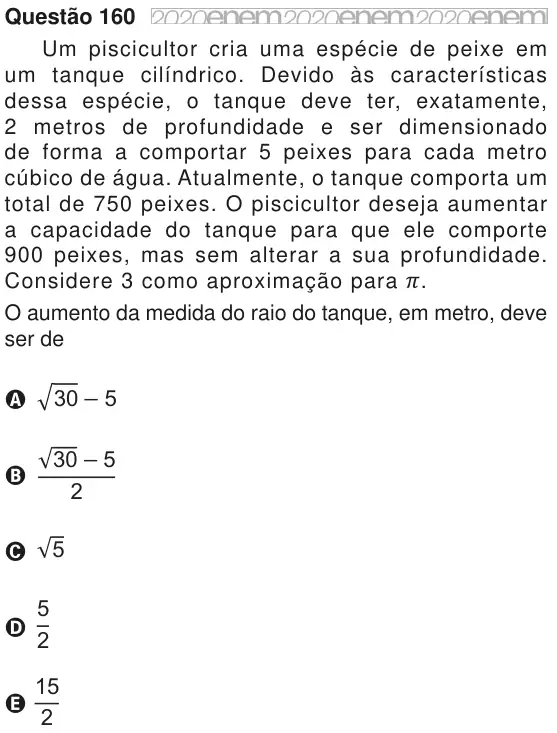 Questão 160 2020enem2020enem2020enem
Um piscicultor cria uma espécie de peixe em
um tanque cilíndrico. Devido às características
dessa espécie, o tanque deve ter, exatamente,
2 metros de profundidade e ser dimensionado
de forma a comportar 5 peixes para cada metro
cúbico de água. Atualmente, o tanque comporta um
total de 750 peixes. O piscicultor deseja aumentar
a capacidade do tanque para que ele comporte
900 peixes, mas sem alterar a sua profundidade.
Considere 3 como aproximação para π.
O aumento da medida do raio do tanque, em metro, deve
ser de
A √30 – 5
B (√30 – 5)/2
C √5
D 5/2
E 15/2